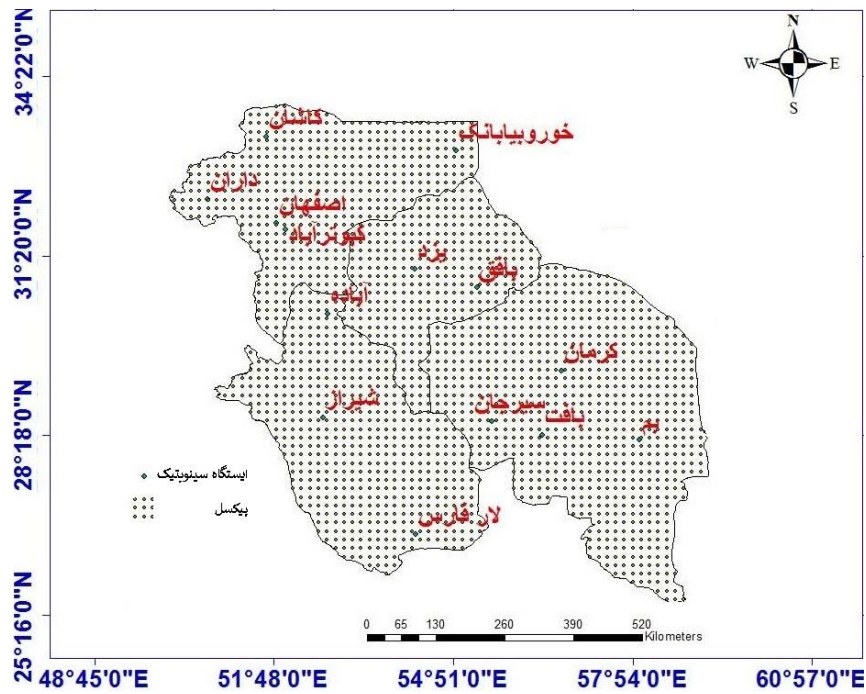 N
W E
S
34°22'0"N
31°20'0"N
28°18'0"N
25°16'0"N
کاشان
خوروبیابانک
داران
اصفهان
کبوترآباد
یزد
بافق
آباده
کرمان
شیراز
سیرجان
بافت
بم
لار فارس
ایستگاه سینوپتیک
پیکسل
0 65 130 260 390 520
Kilometers
48°45'0"E 51°48'0"E 54°51'0"E 57°54'0"E 60°57'0"E